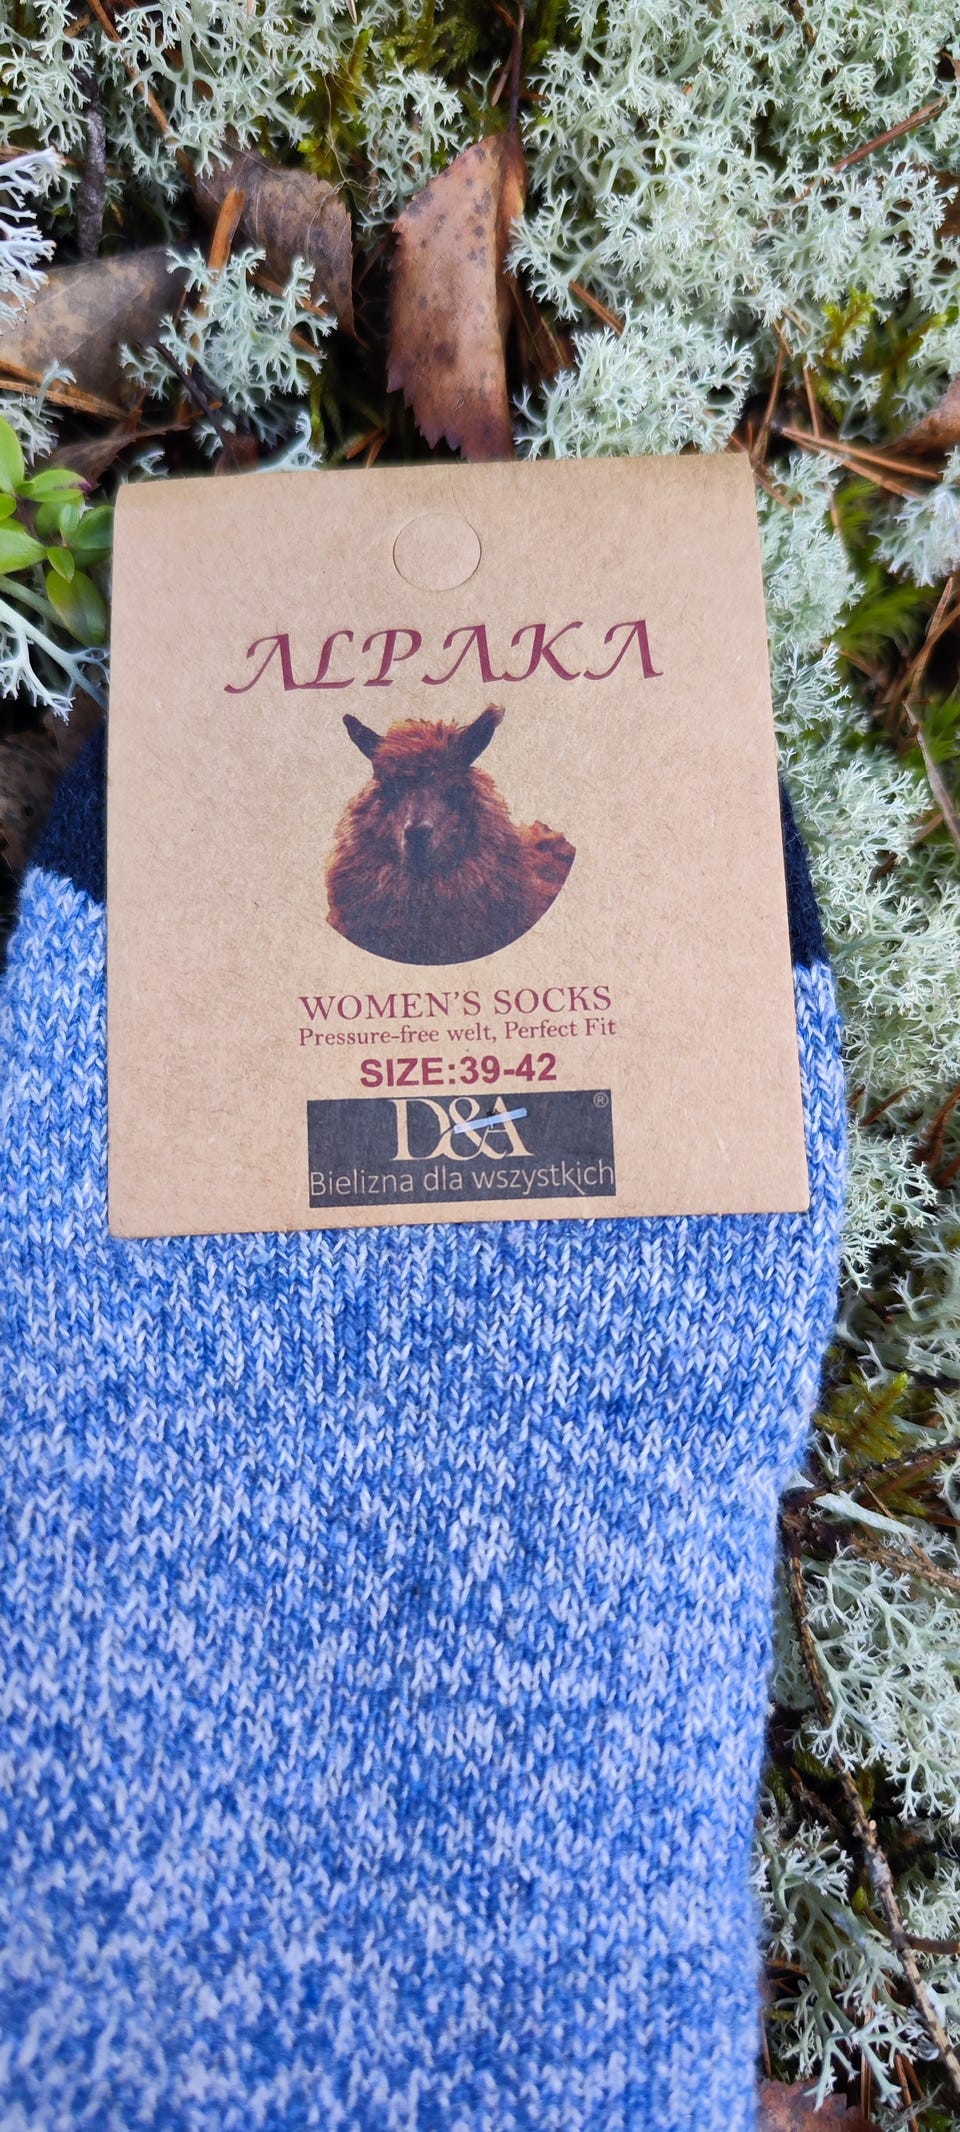 ALPAKA
WOMEN'S SOCKS
Pressure-free welt, Perfect Fit
SIZE:39-42
D&A ®
Bielizna dla wszystkich